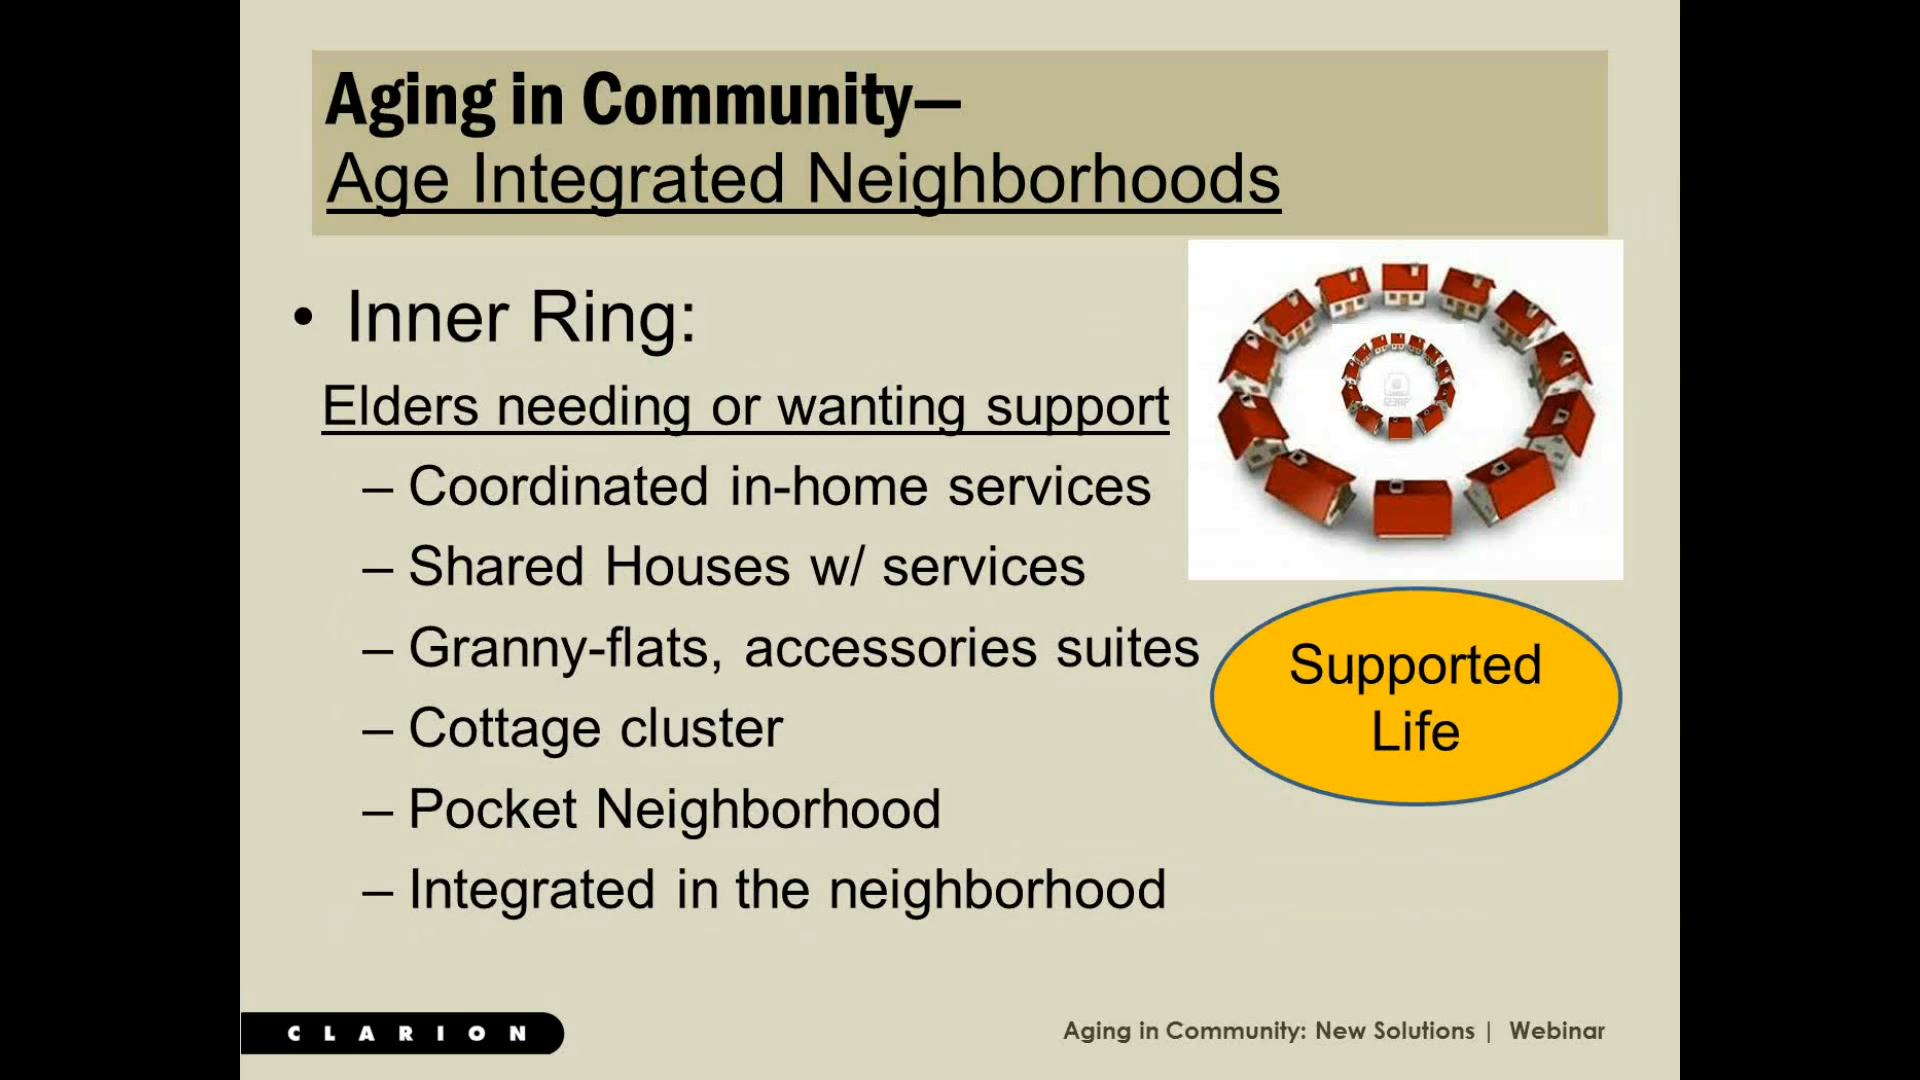 Aging in Community—
Age Integrated Neighborhoods
• Inner Ring:
Elders needing or wanting support
– Coordinated in-home services
– Shared Houses w/ services
– Granny-flats, accessories suites
– Cottage cluster
– Pocket Neighborhood
– Integrated in the neighborhood
Supported
Life
CLARION
Aging in Community: New Solutions | Webinar